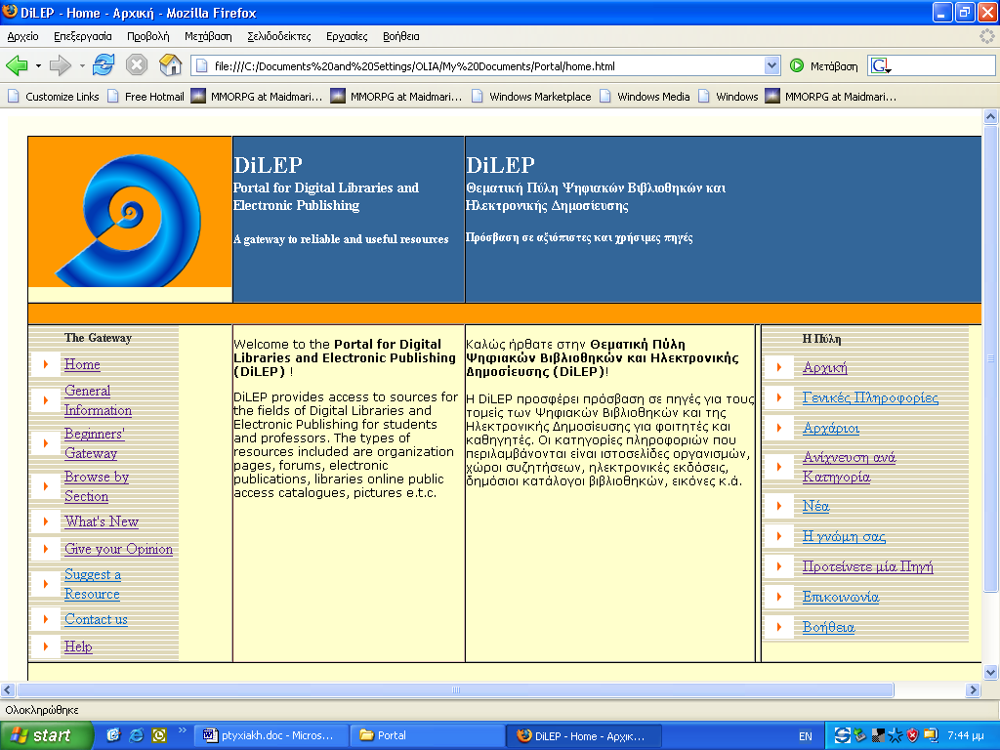 DiLEP - Home - Αρχική - Mozilla Firefox
Αρχείο Επεξεργασία Προβολή Μετάβαση Σελιδοδείκτες Εργασίες Βοήθεια
file:///C:/Documents%20and%20Settings/OLIA/My%20Documents/Portal/home.html Μετάβαση G
Customize Links Free Hotmail MMORPG at Maidmari... MMORPG at Maidmari... Windows Marketplace Windows Media Windows MMORPG at Maidmari...
DiLEP
Portal for Digital Libraries and
Electronic Publishing
A gateway to reliable and useful resources
DiLEP
Θεματική Πύλη Ψηφιακών Βιβλιοθηκών και
Ηλεκτρονικής Δημοσίευσης
Πρόσβαση σε αξιόπιστες και χρήσιμες πηγές
The Gateway
Home
General
Information
Beginners'
Gateway
Browse by
Section
What's New
Give your Opinion
Suggest a
Resource
Contact us
Help
Welcome to the Portal for Digital
Libraries and Electronic Publishing
(DiLEP) !
DiLEP provides access to sources for
the fields of Digital Libraries and
Electronic Publishing for students
and professors. The types of
resources included are organization
pages, forums, electronic
publications, libraries online public
access catalogues, pictures e.t.c.
Καλώς ήρθατε στην Θεματική Πύλη
Ψηφιακών Βιβλιοθηκών και Ηλεκτρονικής
Δημοσίευσης (DiLEP)!
Η DiLEP προσφέρει πρόσβαση σε πηγές για τους
τομείς των Ψηφιακών Βιβλιοθηκών και της
Ηλεκτρονικής Δημοσίευσης για φοιτητές και
καθηγητές. Οι κατηγορίες πληροφοριών που
περιλαμβάνονται είναι ιστοσελίδες οργανισμών,
χώροι συζητήσεων, ηλεκτρονικές εκδόσεις,
δημόσιοι κατάλογοι βιβλιοθηκών, εικόνες κ.ά.
Η Πύλη
Αρχική
Γενικές Πληροφορίες
Αρχάριοι
Ανίχνευση ανά
Κατηγορία
Νέα
Η γνώμη σας
Προτείνετε μία Πηγή
Επικοινωνία
Βοήθεια
Ολοκληρώθηκε
start ptyxiakh.doc - Micros... Portal DiLEP - Home - Αρχικ... EN 7:44 μμ